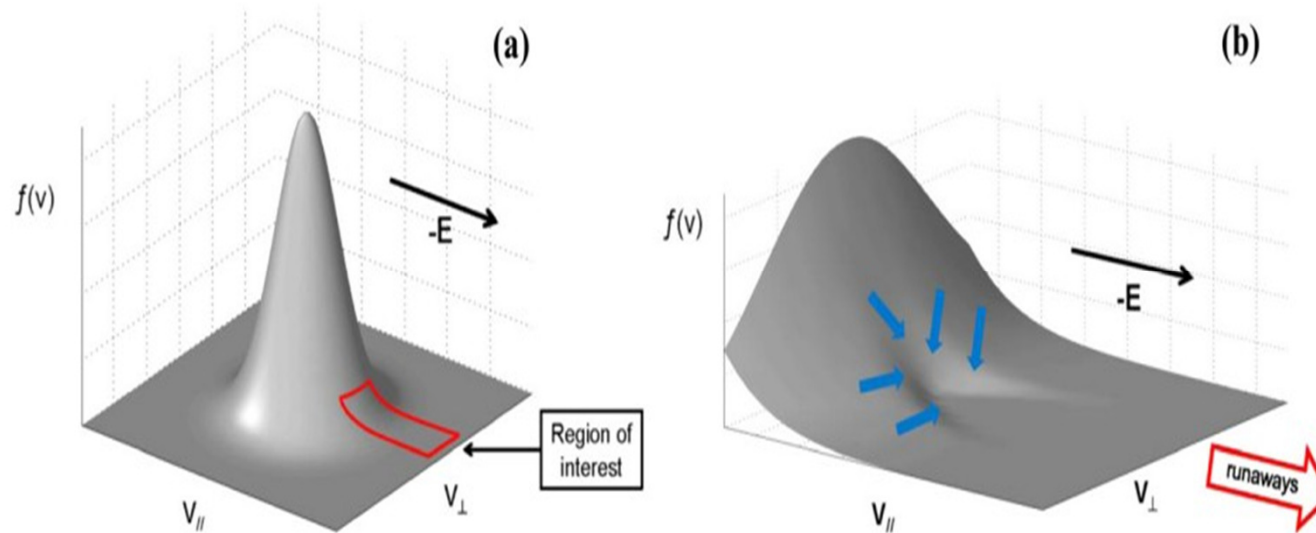 (a)
f(v)
-E
Region of
interest
V//
V⊥
(b)
f(v)
-E
runaways
V//
V⊥